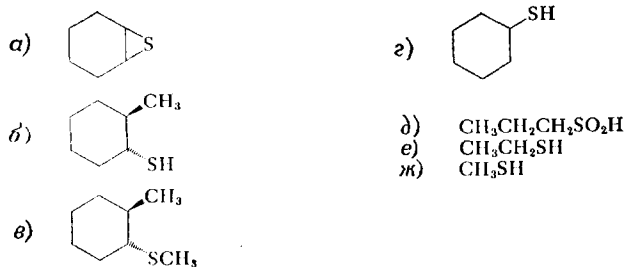 а)
S
б)
CH₃
SH
в)
CH₃
SCH₃
г)
SH
д) CH₃CH₂CH₂SO₂H
е) CH₃CH₂SH
ж) CH₃SH